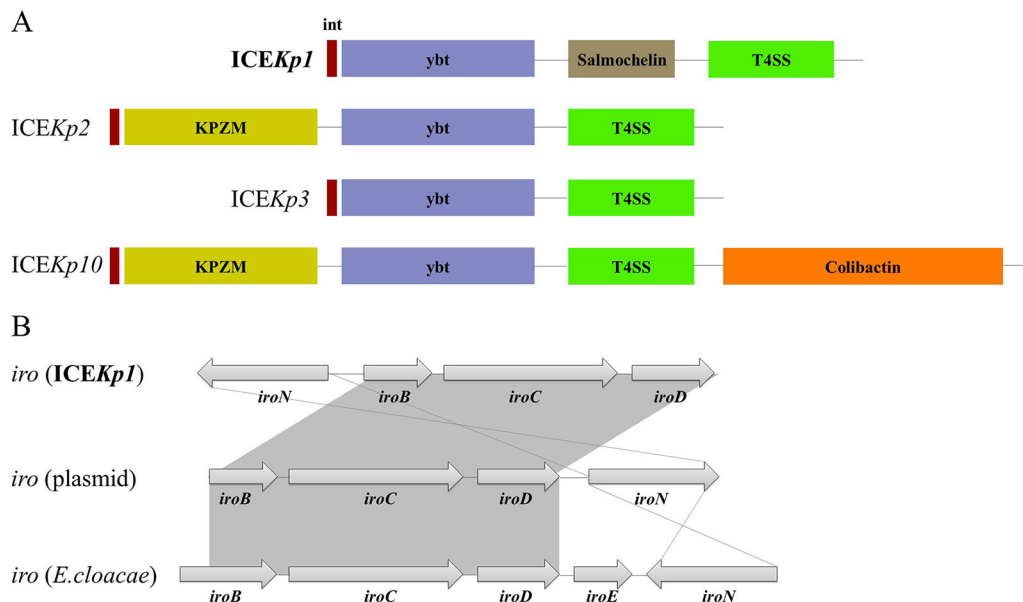 A
int
ICEKp1 ybt Salmochelin T4SS
ICEKp2 KPZM ybt T4SS
ICEKp3 ybt T4SS
ICEKp10 KPZM ybt T4SS Colibactin
B
iro (ICEKp1)
iroN iroB iroC iroD
iro (plasmid)
iroB iroC iroD iroN
iro (E.cloacae)
iroB iroC iroD iroE iroN